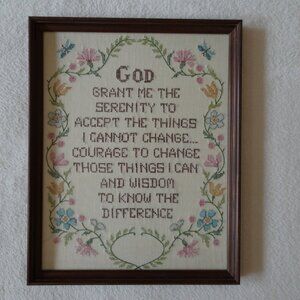 GOD
GRANT ME THE
SERENITY TO
ACCEPT THE THINGS
I CANNOT CHANGE...
COURAGE TO CHANGE
THOSE THINGS I CAN
AND WISDOM
TO KNOW THE
DIFFERENCE